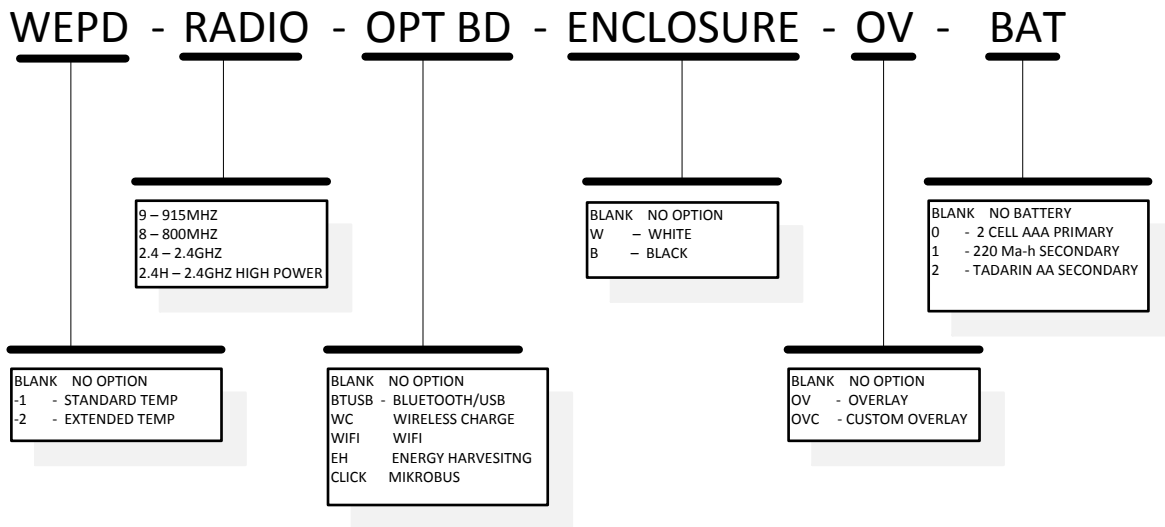 WEPD - RADIO - OPT BD - ENCLOSURE - OV - BAT
9 – 915MHZ
8 – 800MHZ
2.4 – 2.4GHZ
2.4H – 2.4GHZ HIGH POWER
BLANK NO OPTION
W – WHITE
B – BLACK
BLANK NO BATTERY
0 - 2 CELL AAA PRIMARY
1 - 220 Ma-h SECONDARY
2 - TADARIN AA SECONDARY
BLANK NO OPTION
-1 - STANDARD TEMP
-2 - EXTENDED TEMP
BLANK NO OPTION
BTUSB - BLUETOOTH/USB
WC WIRELESS CHARGE
WIFI WIFI
EH ENERGY HARVESITNG
CLICK MIKROBUS
BLANK NO OPTION
OV - OVERLAY
OVC - CUSTOM OVERLAY